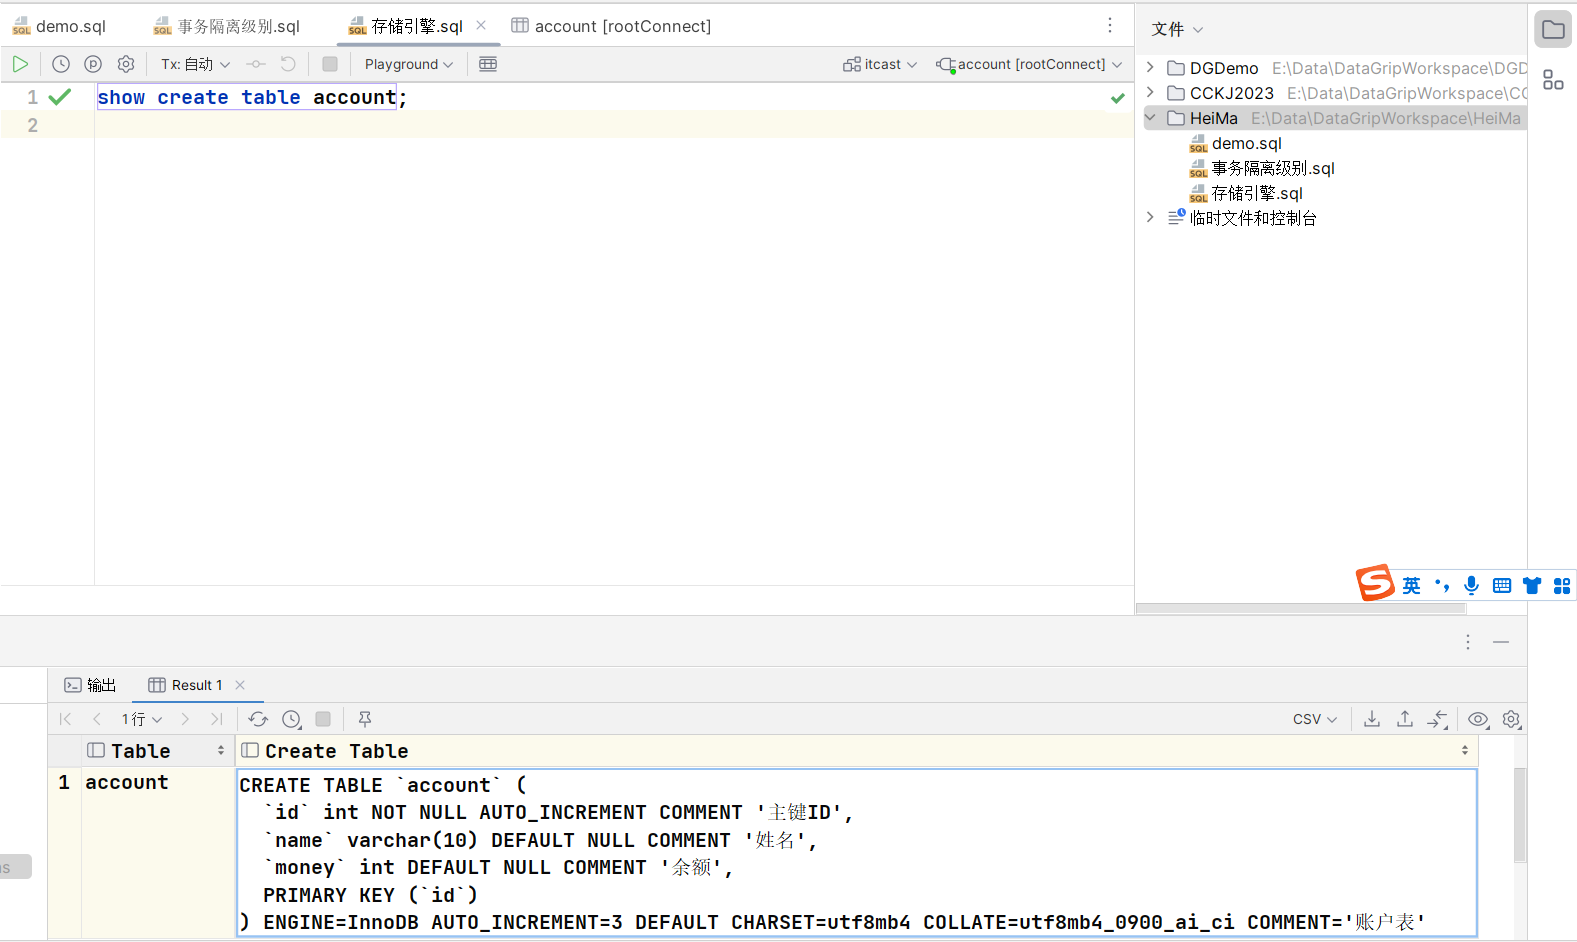 demo.sql 事务隔离级别.sql 存储引擎.sql account [rootConnect]
文件
Tx: 自动 Playground itcast account [rootConnect]
1 show create table account;
2
DGDemo E:\Data\DataGripWorkspace\DGD
CCKJ2023 E:\Data\DataGripWorkspace\CC
HeiMa E:\Data\DataGripWorkspace\HeiMa
demo.sql
事务隔离级别.sql
存储引擎.sql
临时文件和控制台
英
输出 Result 1
1行 CSV
Table Create Table
1 account CREATE TABLE `account` (
`id` int NOT NULL AUTO_INCREMENT COMMENT '主键ID',
`name` varchar(10) DEFAULT NULL COMMENT '姓名',
`money` int DEFAULT NULL COMMENT '余额',
PRIMARY KEY (`id`)
) ENGINE=InnoDB AUTO_INCREMENT=3 DEFAULT CHARSET=utf8mb4 COLLATE=utf8mb4_0900_ai_ci COMMENT='账户表'